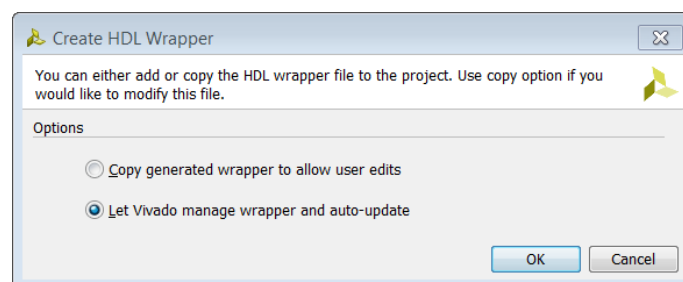 Create HDL Wrapper
You can either add or copy the HDL wrapper file to the project. Use copy option if you
would like to modify this file.
Options
Copy generated wrapper to allow user edits
Let Vivado manage wrapper and auto-update
OK
Cancel